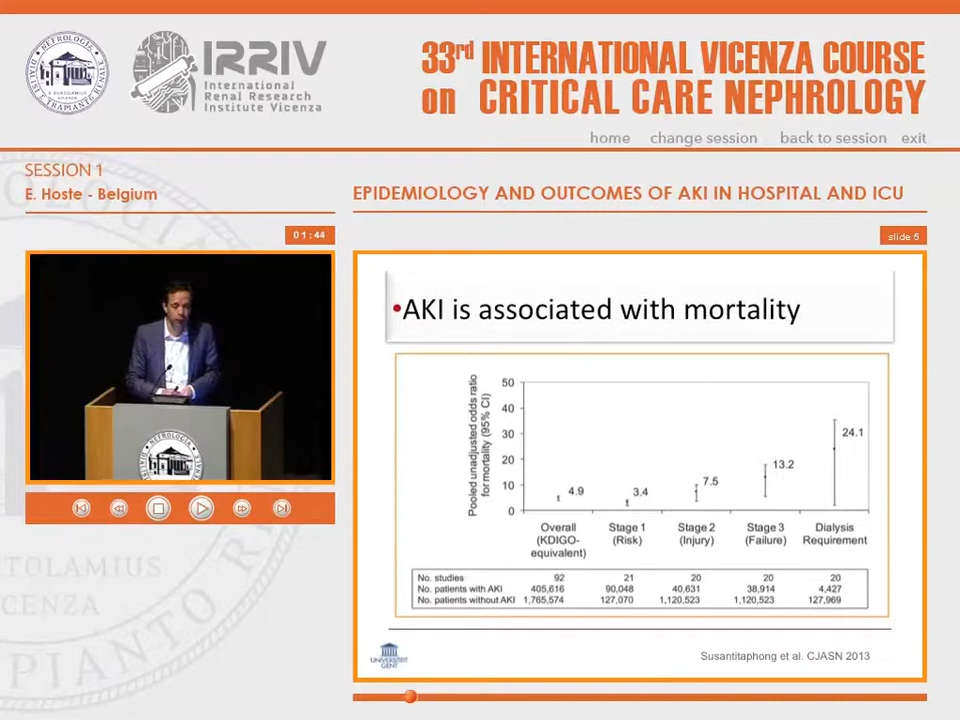 IRRIV
International
Renal Research
Institute Vicenza
33rd INTERNATIONAL VICENZA COURSE
on CRITICAL CARE NEPHROLOGY
home change session back to session exit
SESSION 1
E. Hoste - Belgium
EPIDEMIOLOGY AND OUTCOMES OF AKI IN HOSPITAL AND ICU
01:44
slide 5
•AKI is associated with mortality
Pooled unadjusted odds ratio
for mortality (95% CI)
50
40
30
20
10
0
4.9
3.4
7.5
13.2
24.1
Overall
(KDIGO-
equivalent)
Stage 1
(Risk)
Stage 2
(Injury)
Stage 3
(Failure)
Dialysis
Requirement
No. studies 92 21 20 20 20
No. patients with AKI 405,616 90,048 40,631 38,914 4,427
No. patients without AKI 1,765,574 127,070 1,120,523 1,120,523 127,969
UNIVERSITEIT
GENT
Susantitaphong et al. CJASN 2013